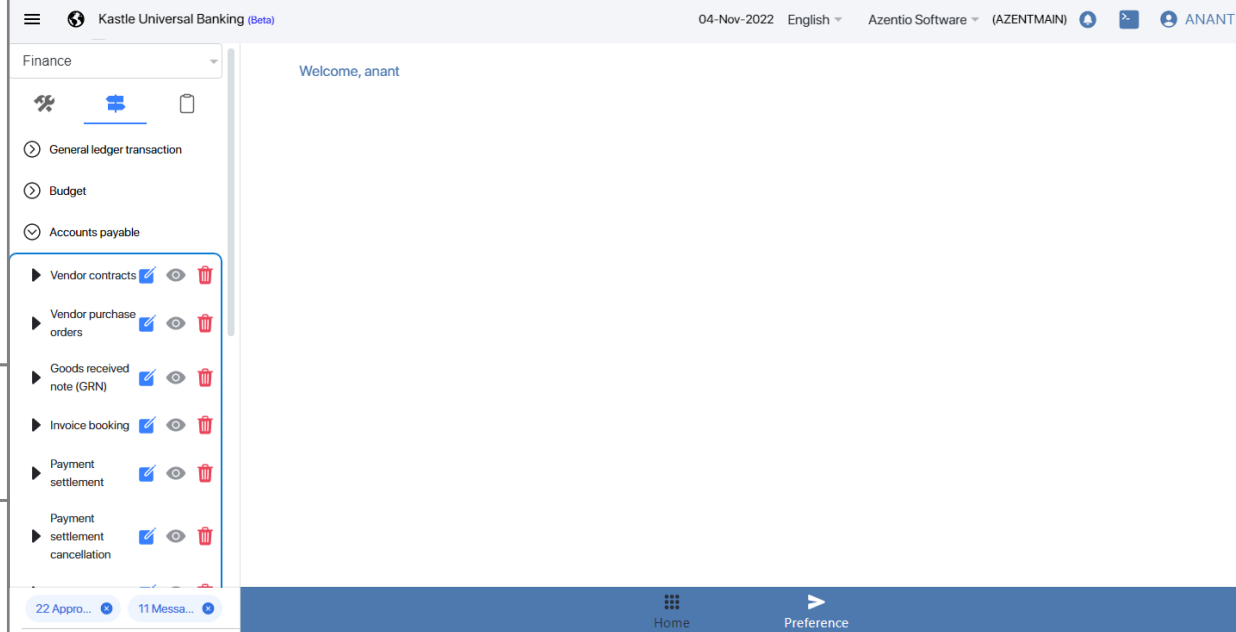 Kastle Universal Banking (Beta)
04-Nov-2022 English Azentio Software (AZENTMAIN) ANANT
Finance
Welcome, anant
General ledger transaction
Budget
Accounts payable
Vendor contracts
Vendor purchase
orders
Goods received
note (GRN)
Invoice booking
Payment
settlement
Payment
settlement
cancellation
22 Appro...
11 Messa...
Home
Preference